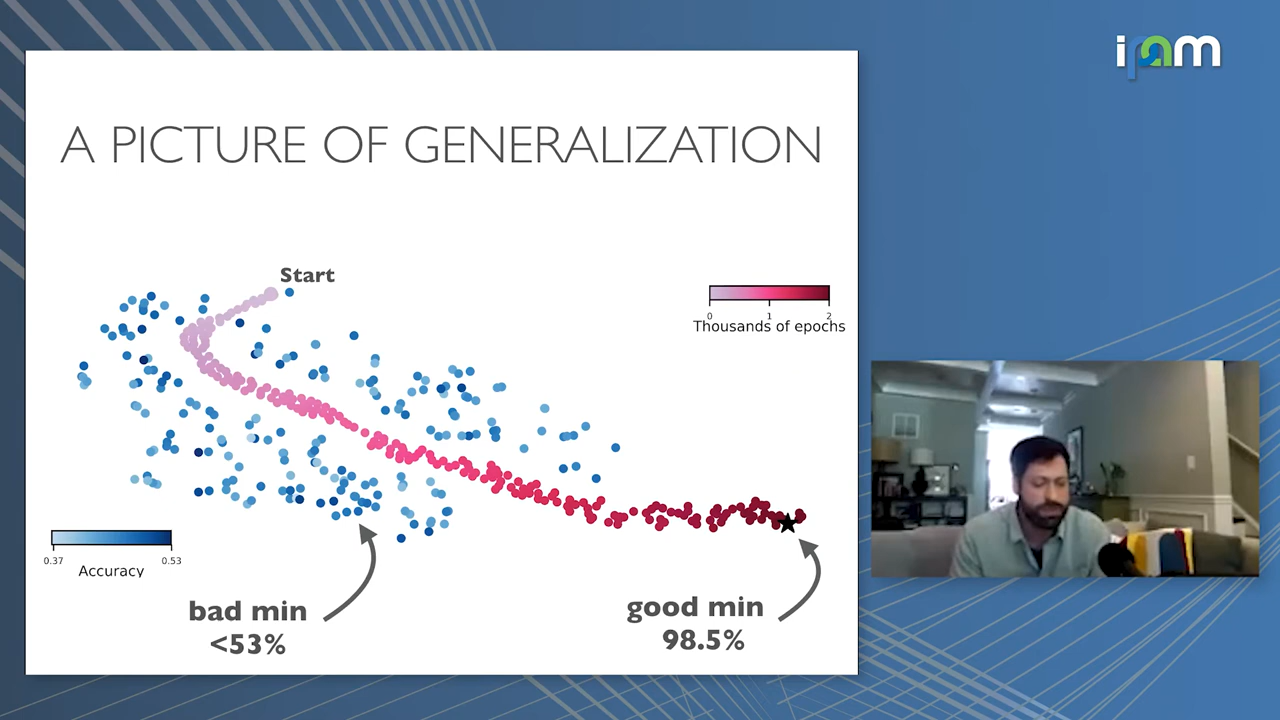 ipam
A PICTURE OF GENERALIZATION
Start
0 1 2
Thousands of epochs
0.37 0.53
Accuracy
bad min
<53%
good min
98.5%